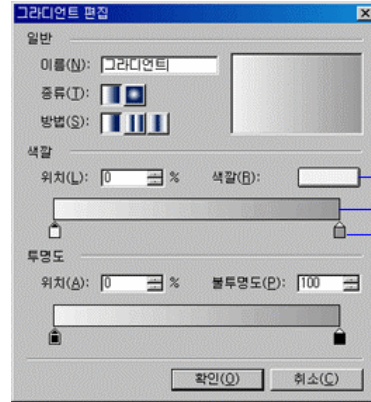 그라디언트 편집
일반
이름(N): 그라디언트
종류(T):
방법(S):
색깔
위치(L): 0 % 색깔(R):
투명도
위치(A): 0 % 불투명도(P): 100
확인(O) 취소(C)